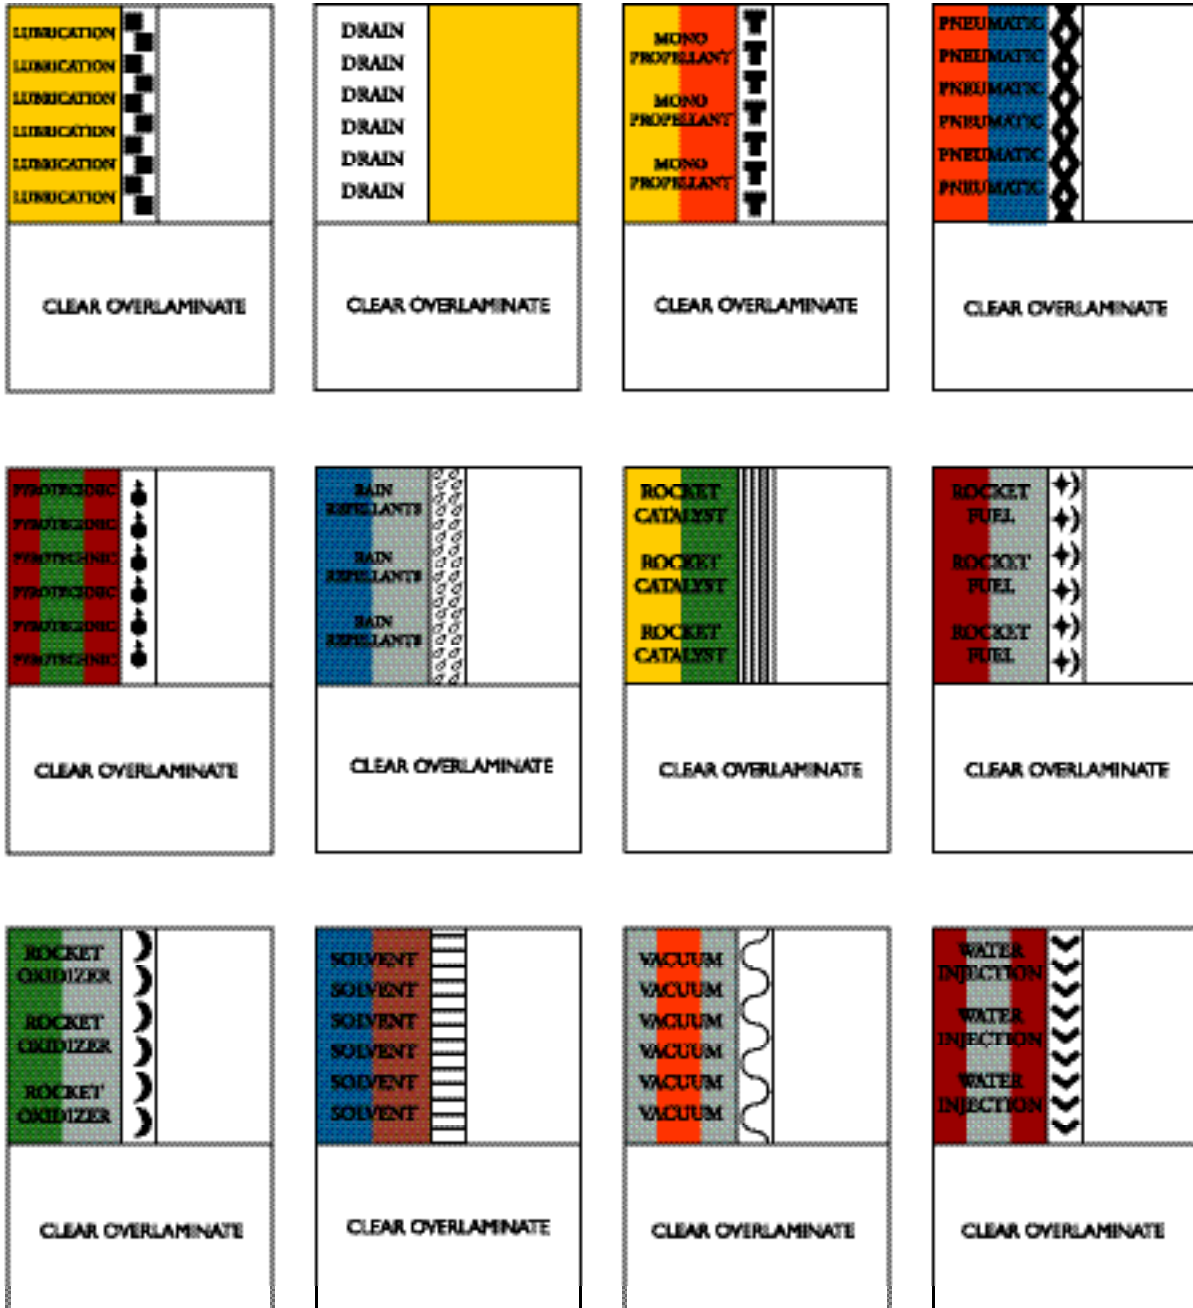 LUBRICATION
LUBRICATION
LUBRICATION
LUBRICATION
LUBRICATION
LUBRICATION
CLEAR OVERLAMINATE
DRAIN
DRAIN
DRAIN
DRAIN
DRAIN
DRAIN
CLEAR OVERLAMINATE
MONO
PROPELLANT
MONO
PROPELLANT
MONO
PROPELLANT
CLEAR OVERLAMINATE
PNEUMATIC
PNEUMATIC
PNEUMATIC
PNEUMATIC
PNEUMATIC
PNEUMATIC
CLEAR OVERLAMINATE
PYROTECHNIC
PYROTECHNIC
PYROTECHNIC
PYROTECHNIC
PYROTECHNIC
PYROTECHNIC
CLEAR OVERLAMINATE
RAIN
REPELLANTS
RAIN
REPELLANTS
RAIN
REPELLANTS
CLEAR OVERLAMINATE
ROCKET
CATALYST
ROCKET
CATALYST
ROCKET
CATALYST
CLEAR OVERLAMINATE
ROCKET
FUEL
ROCKET
FUEL
ROCKET
FUEL
CLEAR OVERLAMINATE
ROCKET
OXIDIZER
ROCKET
OXIDIZER
ROCKET
OXIDIZER
CLEAR OVERLAMINATE
SOLVENT
SOLVENT
SOLVENT
SOLVENT
SOLVENT
SOLVENT
CLEAR OVERLAMINATE
VACUUM
VACUUM
VACUUM
VACUUM
VACUUM
VACUUM
CLEAR OVERLAMINATE
WATER
INJECTION
WATER
INJECTION
WATER
INJECTION
CLEAR OVERLAMINATE